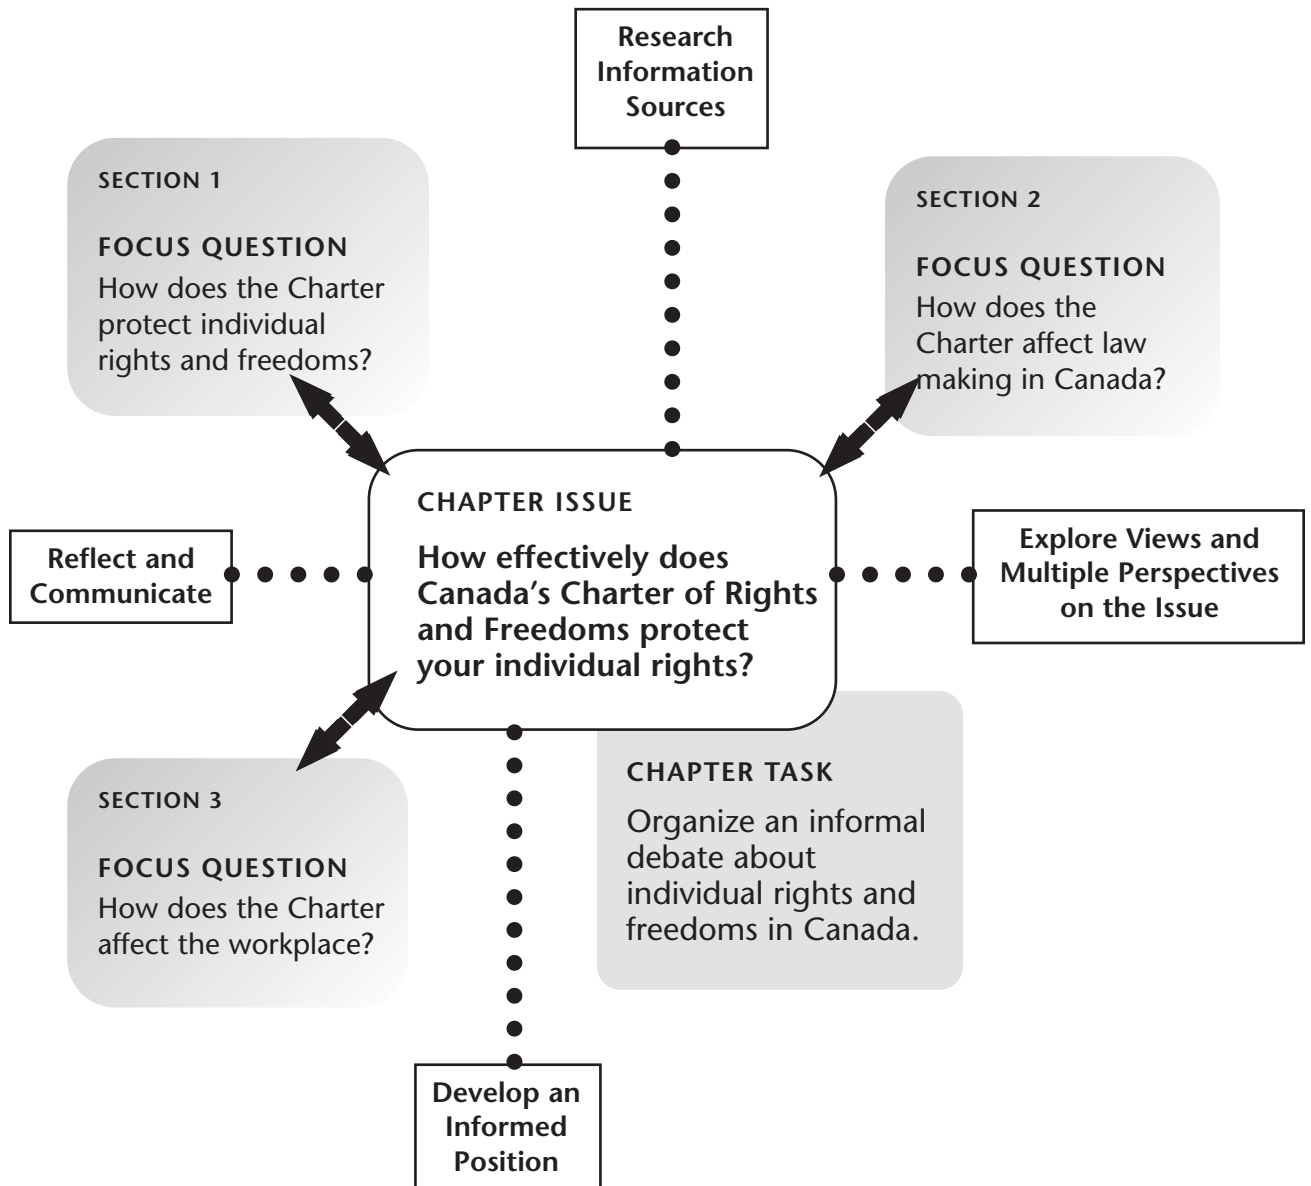 Research
Information
Sources
SECTION 1
FOCUS QUESTION
How does the Charter
protect individual
rights and freedoms?
SECTION 2
FOCUS QUESTION
How does the
Charter affect law
making in Canada?
CHAPTER ISSUE
How effectively does
Canada’s Charter of Rights
and Freedoms protect
your individual rights?
Reflect and
Communicate
Explore Views and
Multiple Perspectives
on the Issue
SECTION 3
FOCUS QUESTION
How does the Charter
affect the workplace?
CHAPTER TASK
Organize an informal
debate about
individual rights and
freedoms in Canada.
Develop an
Informed
Position